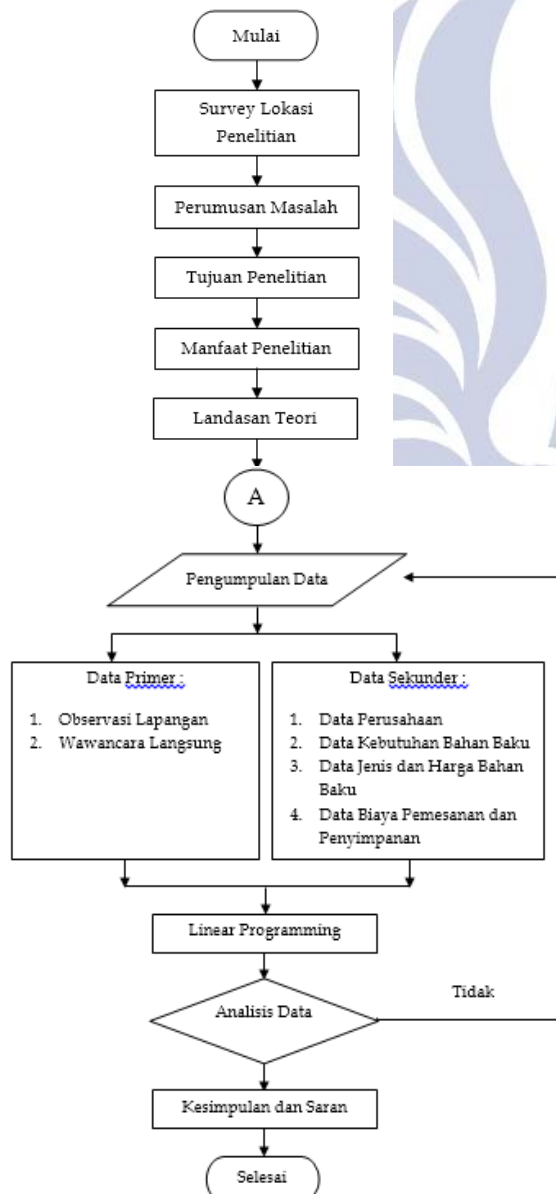 Mulai
Survey Lokasi
Penelitian
Perumusan Masalah
Tujuan Penelitian
Manfaat Penelitian
Landasan Teori
A
Pengumpulan Data
Data Primer :
1. Observasi Lapangan
2. Wawancara Langsung
Data Sekunder :
1. Data Perusahaan
2. Data Kebutuhan Bahan Baku
3. Data Jenis dan Harga Bahan
Baku
4. Data Biaya Pemesanan dan
Penyimpanan
Linear Programming
Analisis Data
Tidak
Kesimpulan dan Saran
Selesai